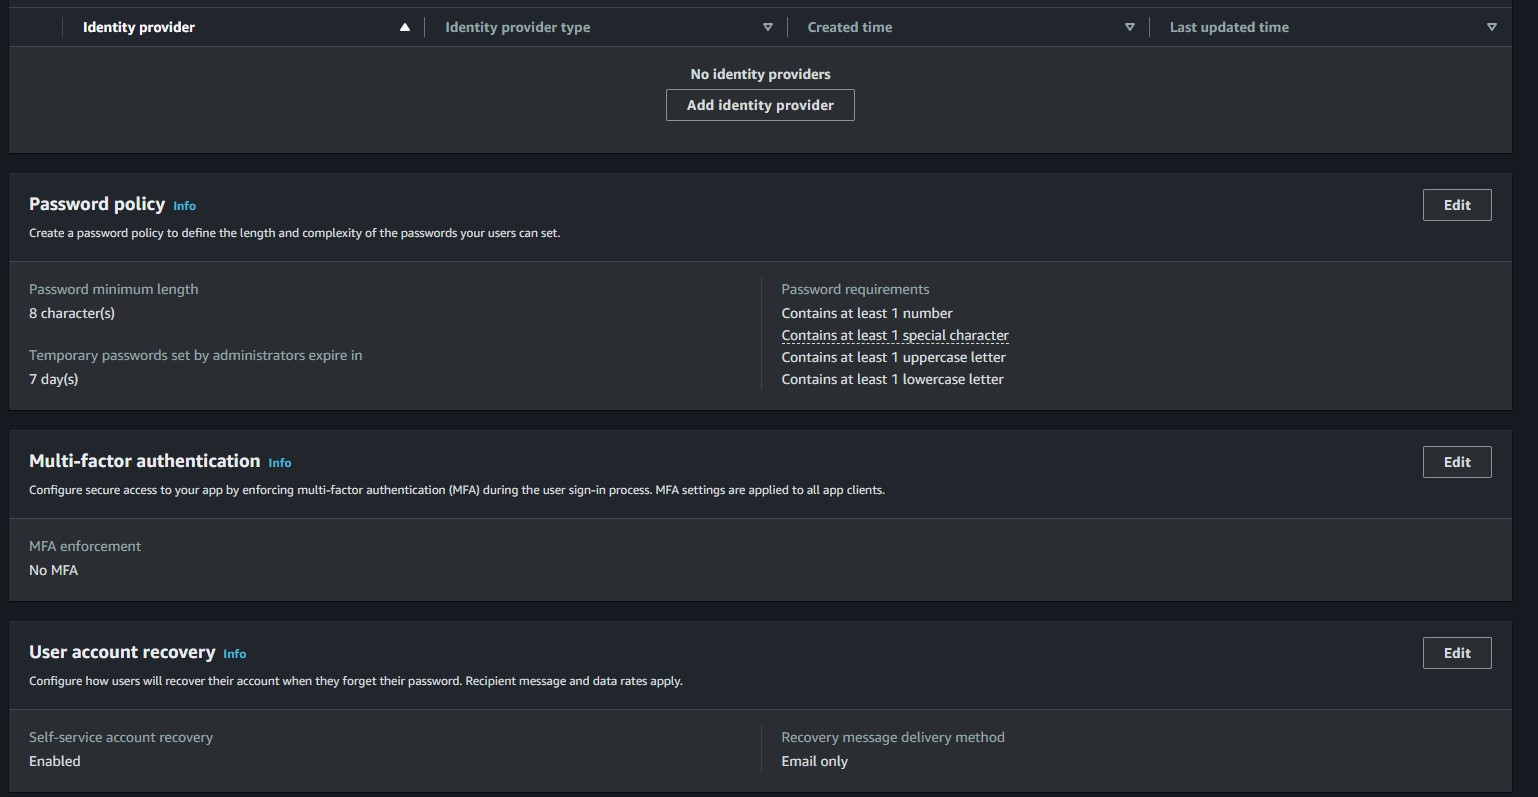 Identity provider Identity provider type Created time Last updated time
No identity providers
Add identity provider
Password policy Info
Edit
Create a password policy to define the length and complexity of the passwords your users can set.
Password minimum length
8 character(s)
Temporary passwords set by administrators expire in
7 day(s)
Password requirements
Contains at least 1 number
Contains at least 1 special character
Contains at least 1 uppercase letter
Contains at least 1 lowercase letter
Multi-factor authentication Info
Edit
Configure secure access to your app by enforcing multi-factor authentication (MFA) during the user sign-in process. MFA settings are applied to all app clients.
MFA enforcement
No MFA
User account recovery Info
Edit
Configure how users will recover their account when they forget their password. Recipient message and data rates apply.
Self-service account recovery
Enabled
Recovery message delivery method
Email only